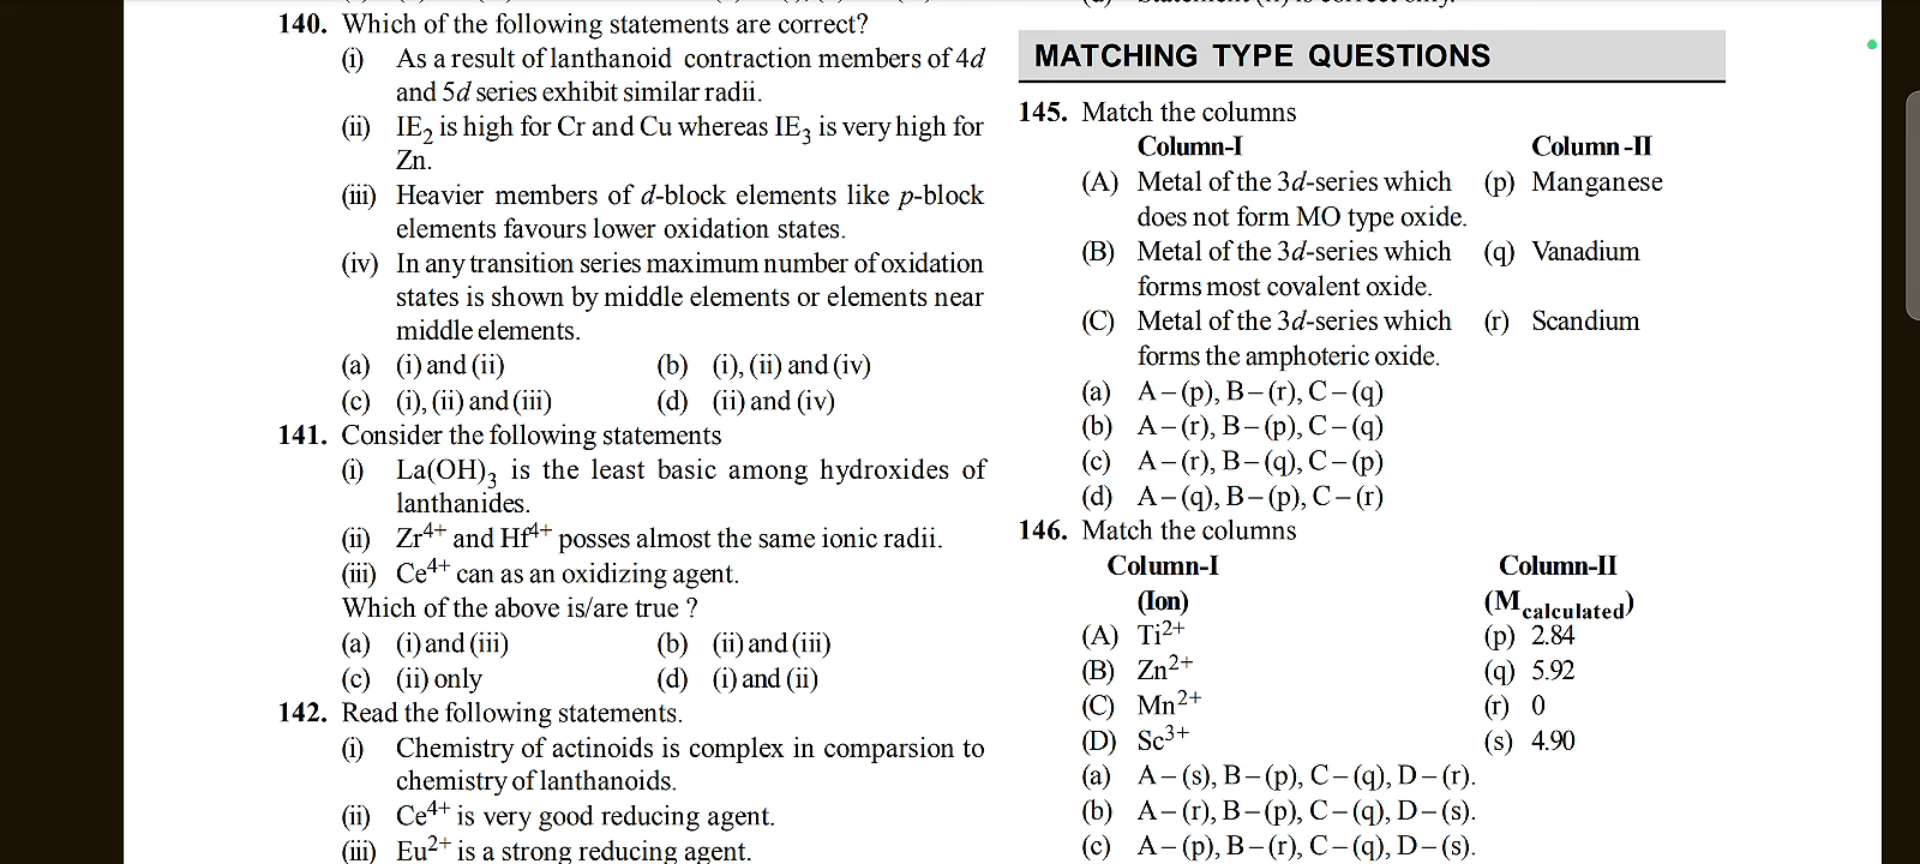 140. Which of the following statements are correct?
(i) As a result of lanthanoid contraction members of 4d
and 5d series exhibit similar radii.
(ii) IE₂ is high for Cr and Cu whereas IE₃ is very high for
Zn.
(iii) Heavier members of d-block elements like p-block
elements favours lower oxidation states.
(iv) In any transition series maximum number of oxidation
states is shown by middle elements or elements near
middle elements.
(a) (i) and (ii) (b) (i), (ii) and (iv)
(c) (i), (ii) and (iii) (d) (ii) and (iv)
141. Consider the following statements
(i) La(OH)₃ is the least basic among hydroxides of
lanthanides.
(ii) Zr⁴⁺ and Hf⁴⁺ posses almost the same ionic radii.
(iii) Ce⁴⁺ can as an oxidizing agent.
Which of the above is/are true ?
(a) (i) and (iii) (b) (ii) and (iii)
(c) (ii) only (d) (i) and (ii)
142. Read the following statements.
(i) Chemistry of actinoids is complex in comparsion to
chemistry of lanthanoids.
(ii) Ce⁴⁺ is very good reducing agent.
(iii) Eu²⁺ is a strong reducing agent.
MATCHING TYPE QUESTIONS
145. Match the columns
Column-I Column -II
(A) Metal of the 3d-series which (p) Manganese
does not form MO type oxide.
(B) Metal of the 3d-series which (q) Vanadium
forms most covalent oxide.
(C) Metal of the 3d-series which (r) Scandium
forms the amphoteric oxide.
(a) A – (p), B – (r), C – (q)
(b) A – (r), B – (p), C – (q)
(c) A – (r), B – (q), C – (p)
(d) A – (q), B – (p), C – (r)
146. Match the columns
Column-I Column-II
(Ion) (M calculated)
(A) Ti²⁺ (p) 2.84
(B) Zn²⁺ (q) 5.92
(C) Mn²⁺ (r) 0
(D) Sc³⁺ (s) 4.90
(a) A – (s), B – (p), C – (q), D – (r).
(b) A – (r), B – (p), C – (q), D – (s).
(c) A – (p), B – (r), C – (q), D – (s).